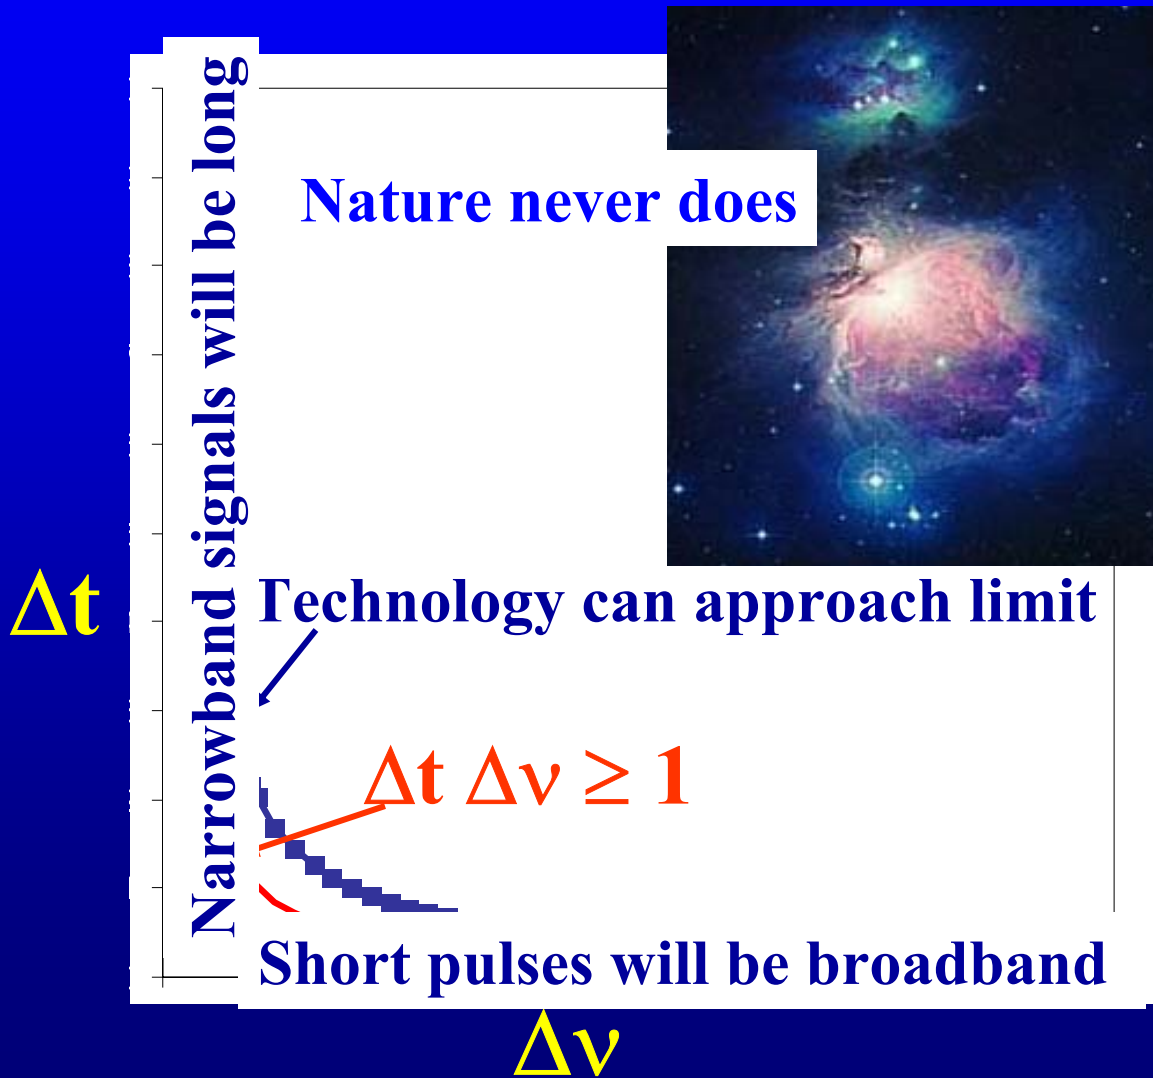 Narrowband signals will be long
Nature never does
Δt
Technology can approach limit
Δt Δν ≥ 1
Short pulses will be broadband
Δν